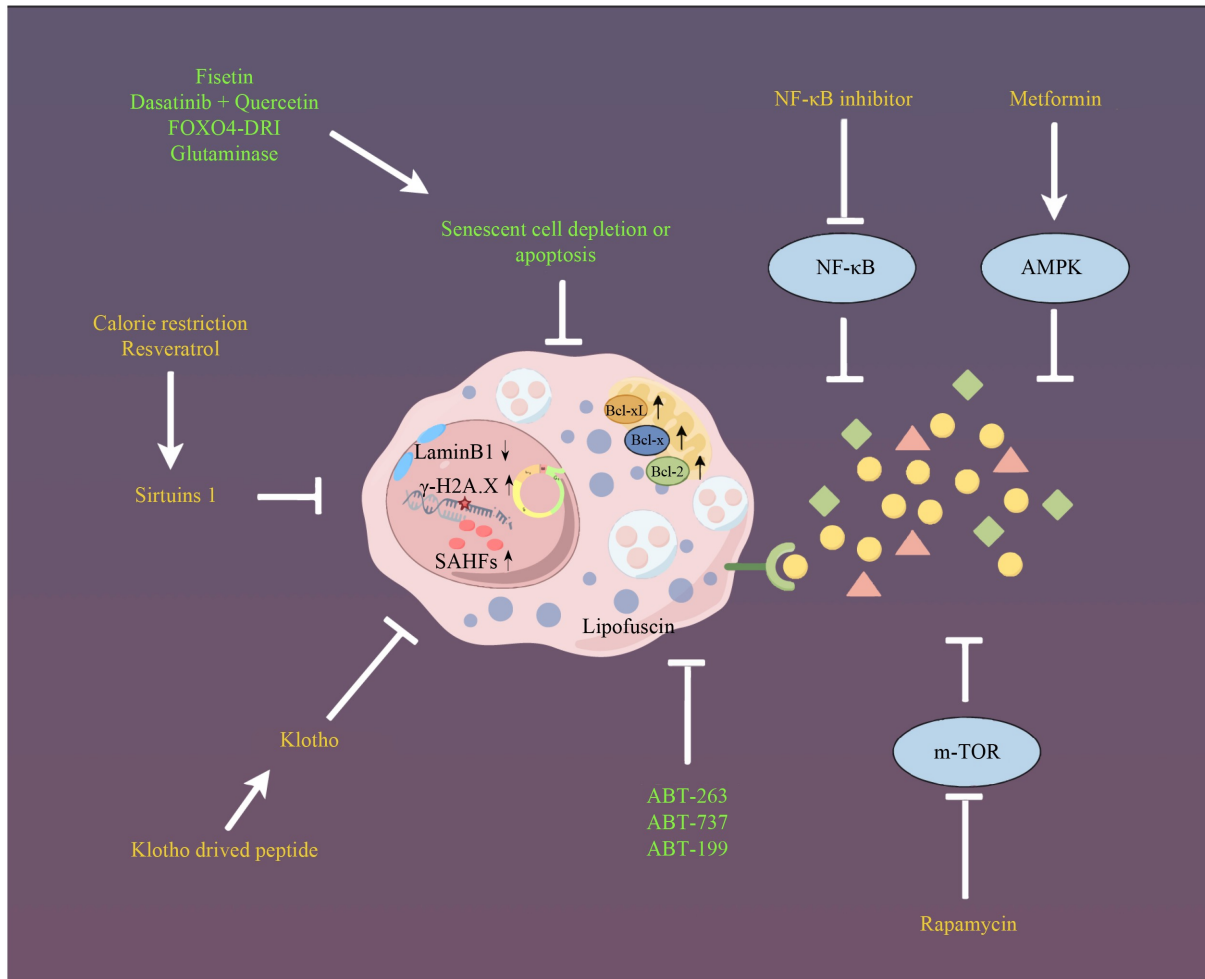 Fisetin
Dasatinib + Quercetin
FOXO4-DRI
Glutaminase
NF-κB inhibitor
Metformin
Senescent cell depletion or
apoptosis
NF-κB
AMPK
Calorie restriction
Resveratrol
Sirtuins 1
LaminB1 ↓
γ-H2A.X ↑
SAHFs ↑
Bcl-xL ↑
Bcl-x ↑
Bcl-2 ↑
Lipofuscin
Klotho
Klotho drived peptide
ABT-263
ABT-737
ABT-199
m-TOR
Rapamycin